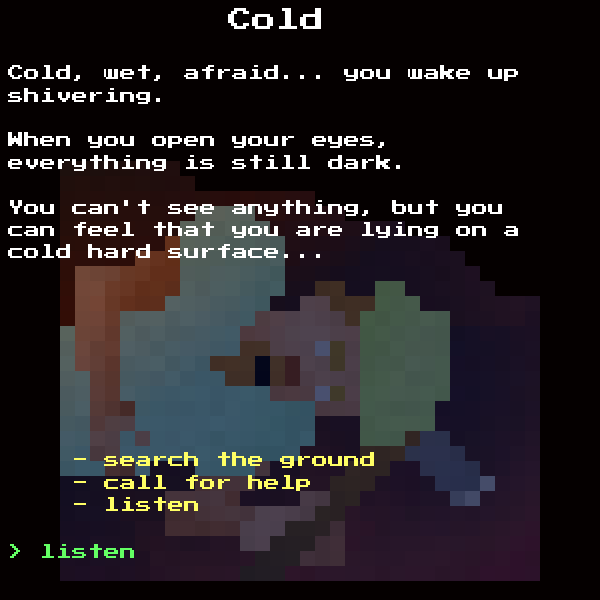 Cold
Cold, wet, afraid... you wake up
shivering.
When you open your eyes,
everything is still dark.
You can't see anything, but you
can feel that you are lying on a
cold hard surface...
- search the ground
- call for help
- listen
> listen